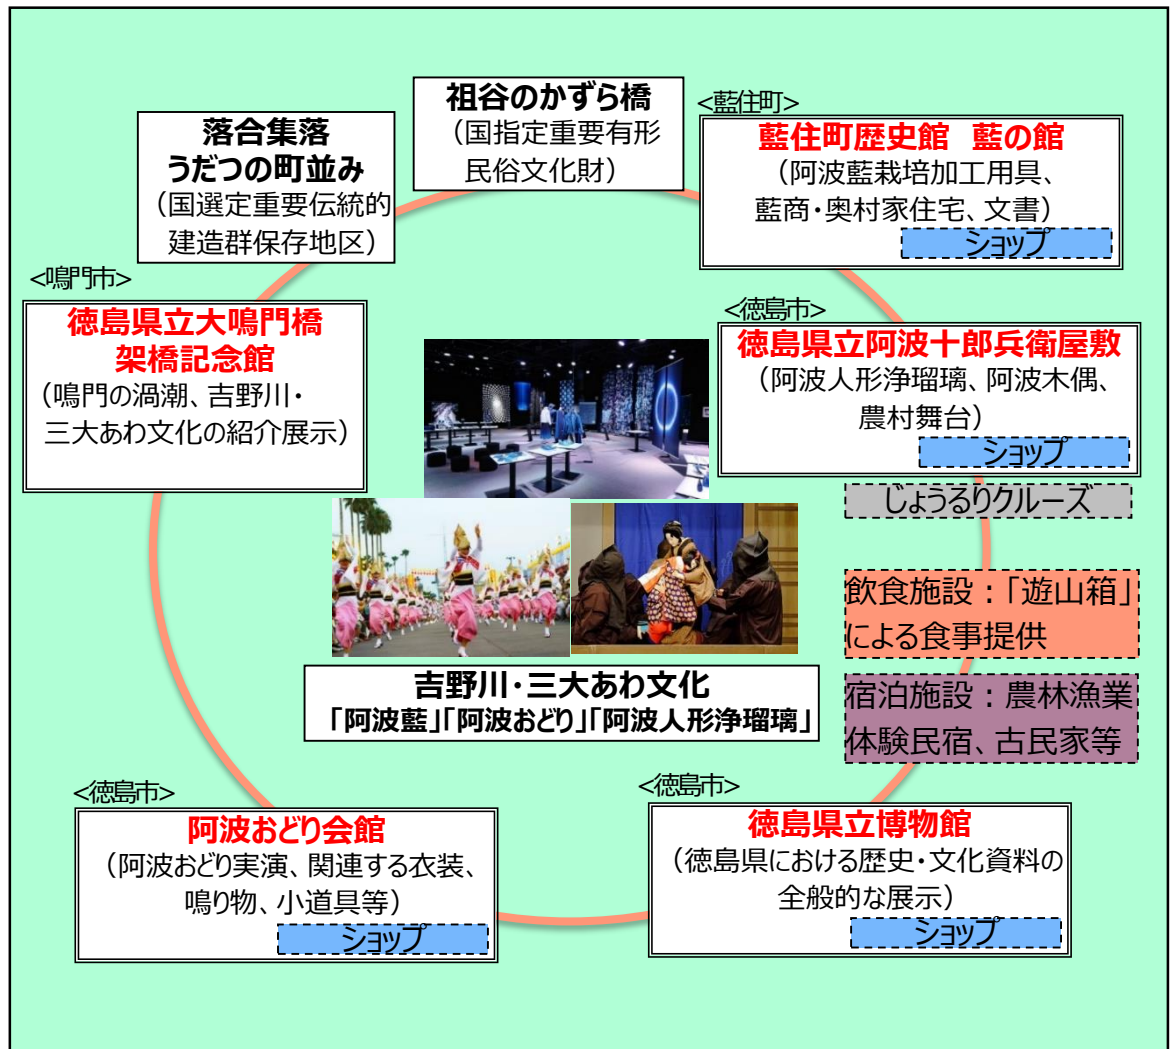 祖谷のかずら橋
（国指定重要有形
民俗文化財）
落合集落
うだつの町並み
（国選定重要伝統的
建造群保存地区）
<藍住町>
藍住町歴史館　藍の館
（阿波藍栽培加工用具、
藍商・奥村家住宅、文書）
ショップ
<鳴門市>
徳島県立大鳴門橋
架橋記念館
（鳴門の渦潮、吉野川・
三大あわ文化の紹介展示）
<徳島市>
徳島県立阿波十郎兵衛屋敷
（阿波人形浄瑠璃、阿波木偶、
農村舞台）
ショップ
じょうるりクルーズ
飲食施設：「遊山箱」
による食事提供
宿泊施設：農林漁業
体験民宿、古民家等
吉野川・三大あわ文化
「阿波藍」「阿波おどり」「阿波人形浄瑠璃」
<徳島市>
阿波おどり会館
（阿波おどり実演、関連する衣装、
鳴り物、小道具等）
ショップ
<徳島市>
徳島県立博物館
（徳島県における歴史・文化資料の
全般的な展示）
ショップ